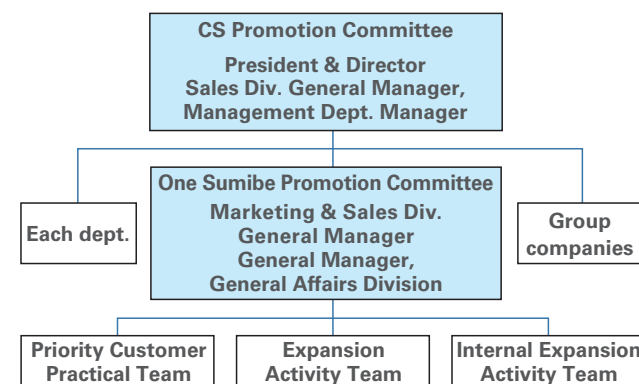 CS Promotion Committee
President & Director
Sales Div. General Manager,
Management Dept. Manager
Each dept.
One Sumibe Promotion Committee
Marketing & Sales Div.
General Manager
General Manager,
General Affairs Division
Group
companies
Priority Customer
Practical Team
Expansion
Activity Team
Internal Expansion
Activity Team